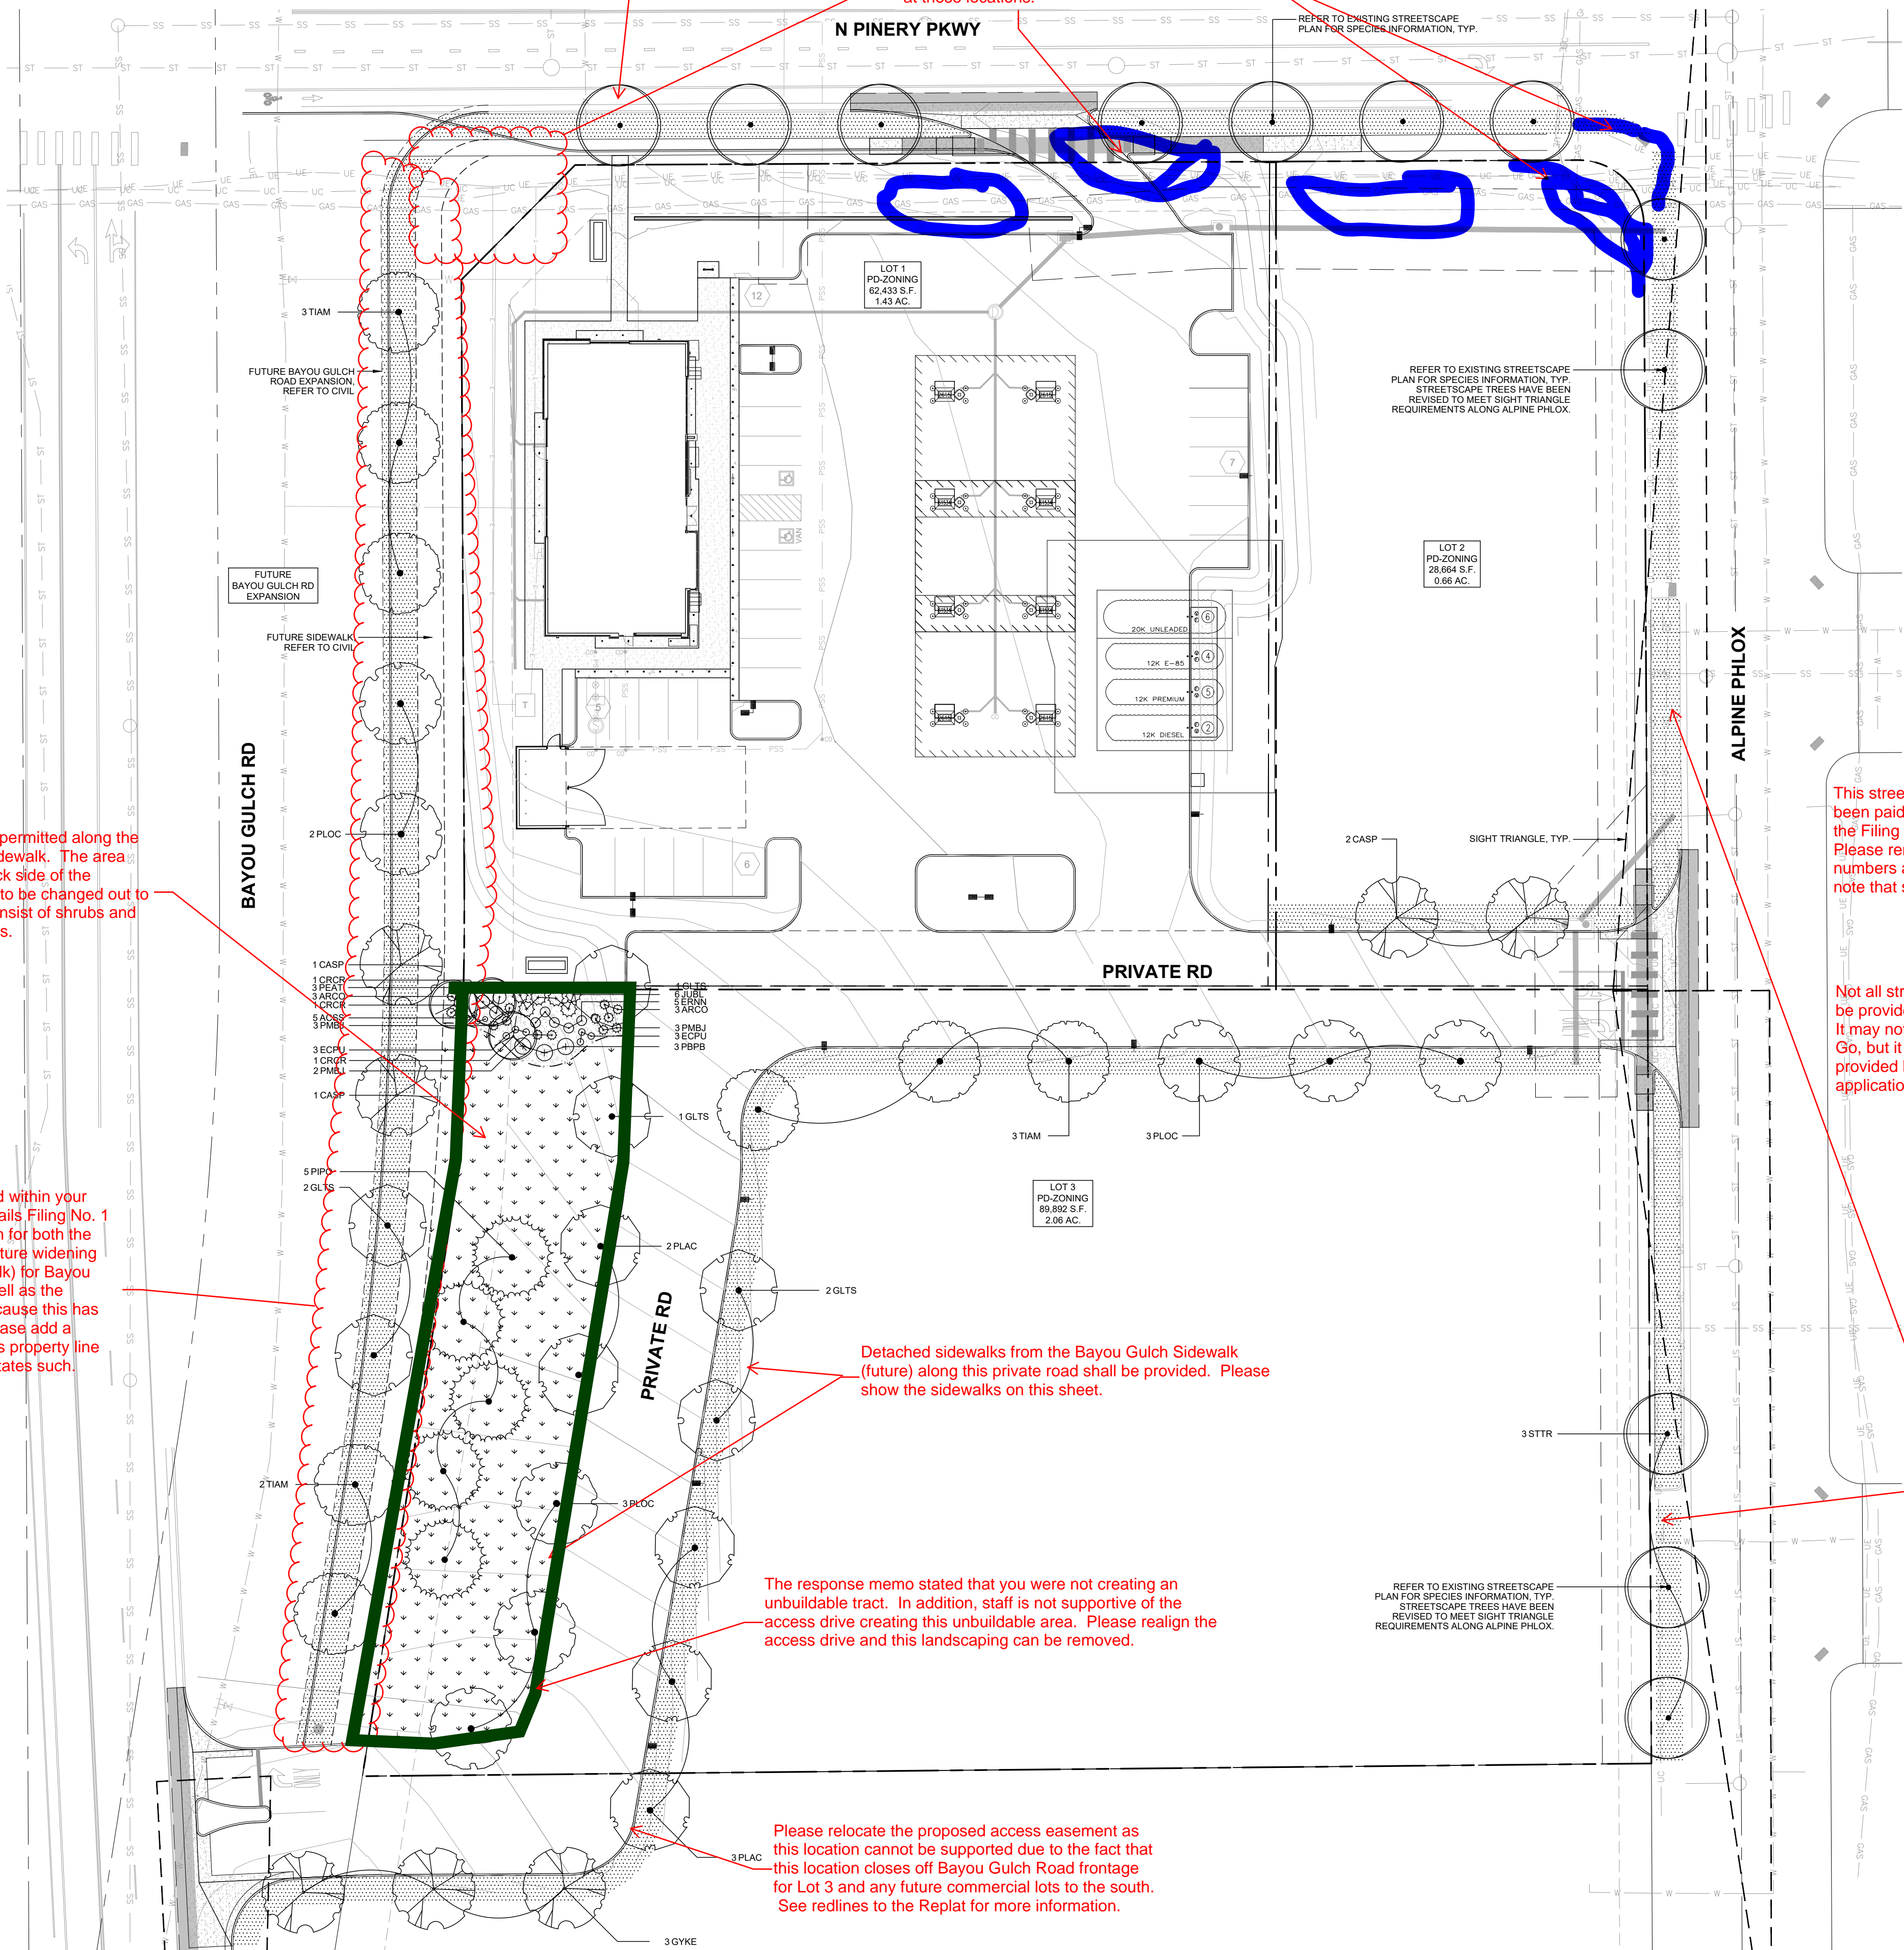 at those locations.
N PINERY PKWY
REFER TO EXISTING STREETSCAPE
PLAN FOR SPECIES INFORMATION, TYP.
LOT 1
PD-ZONING
62,433 S.F.
1.43 AC.
12
3 TIAM
FUTURE BAYOU GULCH
ROAD EXPANSION,
REFER TO CIVIL
REFER TO EXISTING STREETSCAPE
PLAN FOR SPECIES INFORMATION, TYP.
STREETSCAPE TREES HAVE BEEN
REVISED TO MEET SIGHT TRIANGLE
REQUIREMENTS ALONG ALPINE PHLOX.
7
VAN
LOT 2
PD-ZONING
28,664 S.F.
0.66 AC.
FUTURE
BAYOU GULCH RD
EXPANSION
FUTURE SIDEWALK
REFER TO CIVIL
20K UNLEADED
6
12K E-85
4
12K PREMIUM
5
12K DIESEL
2
T
5
ALPINE PHLOX
BAYOU GULCH RD
2 PLOC
6
2 CASP
SIGHT TRIANGLE, TYP.
permitted along the
dewalk. The area
ck side of the
to be changed out to
nsist of shrubs and
s.
This stree
been paid
the Filing
Please re
numbers a
note that s
PRIVATE RD
1 CASP
1 CRCR
3 PEAT
3 ARCO
1 CRCR
5 ACSS
3 PMBJ
3 ECPU
1 CRCR
2 PMBJ
1 CASP
1 GLTS
6 JUBL
5 ERNN
3 ARCO
3 PMBJ
3 ECPU
3 PBPB
Not all str
be provide
It may no
Go, but it
provided
applicatio
1 GLTS
3 TIAM
3 PLOC
5 PIPO
2 GLTS
LOT 3
PD-ZONING
89,892 S.F.
2.06 AC.
d within your
ails Filing No. 1
n for both the
ture widening
lk) for Bayou
ell as the
cause this has
ase add a
s property line
tates such.
2 PLAC
2 GLTS
PRIVATE RD
Detached sidewalks from the Bayou Gulch Sidewalk
(future) along this private road shall be provided. Please
show the sidewalks on this sheet.
3 STTR
2 TIAM
3 PLOC
The response memo stated that you were not creating an
unbuildable tract. In addition, staff is not supportive of the
access drive creating this unbuildable area. Please realign the
access drive and this landscaping can be removed.
REFER TO EXISTING STREETSCAPE
PLAN FOR SPECIES INFORMATION, TYP.
STREETSCAPE TREES HAVE BEEN
REVISED TO MEET SIGHT TRIANGLE
REQUIREMENTS ALONG ALPINE PHLOX.
Please relocate the proposed access easement as
this location cannot be supported due to the fact that
this location closes off Bayou Gulch Road frontage
for Lot 3 and any future commercial lots to the south.
See redlines to the Replat for more information.
3 PLAC
3 GYKE